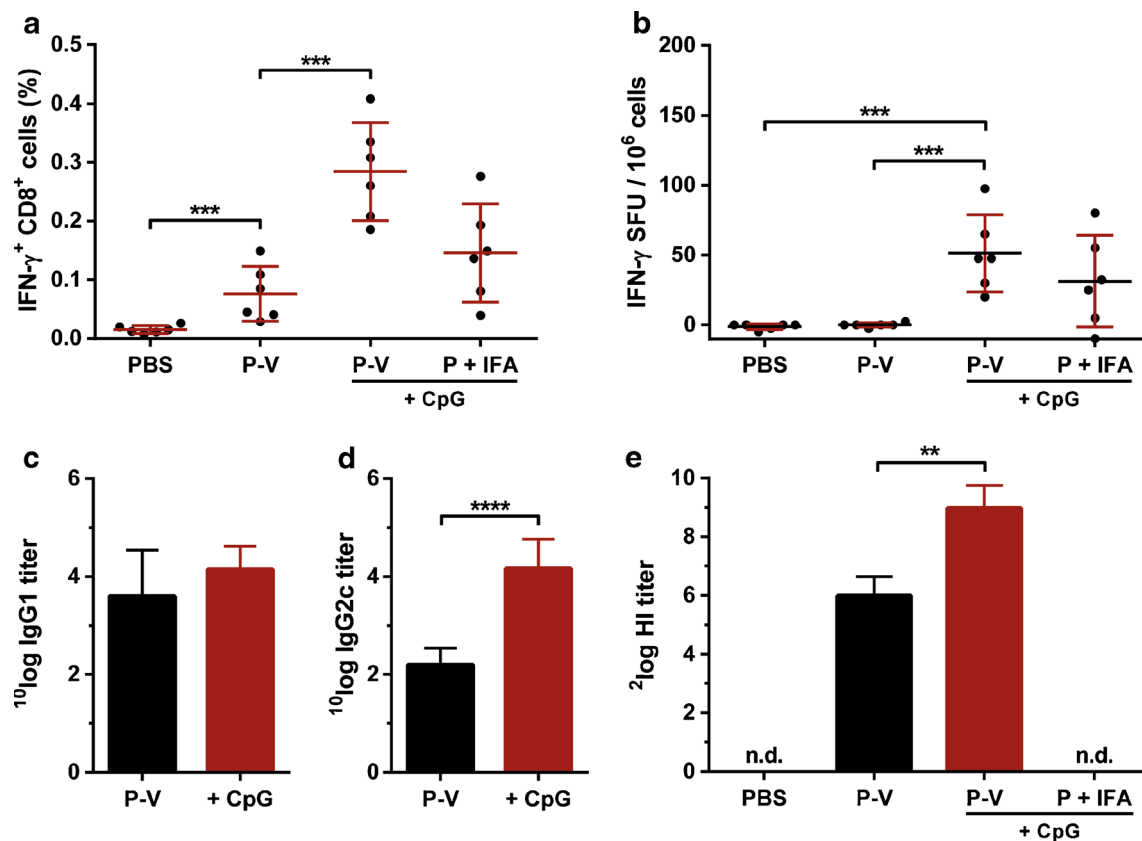 a
IFN-γ⁺ CD8⁺ cells (%)
0.5
0.4
0.3
0.2
0.1
0.0
***
***
PBS
P-V
P-V
P + IFA
+ CpG
b
IFN-γ SFU / 10⁶ cells
200
150
100
50
0
***
***
PBS
P-V
P-V
P + IFA
+ CpG
c
¹⁰log IgG1 titer
6
4
2
0
P-V
+ CpG
d
¹⁰log IgG2c titer
6
4
2
0
****
P-V
+ CpG
e
²log HI titer
10
8
6
4
2
0
**
n.d.
n.d.
PBS
P-V
P-V
P + IFA
+ CpG